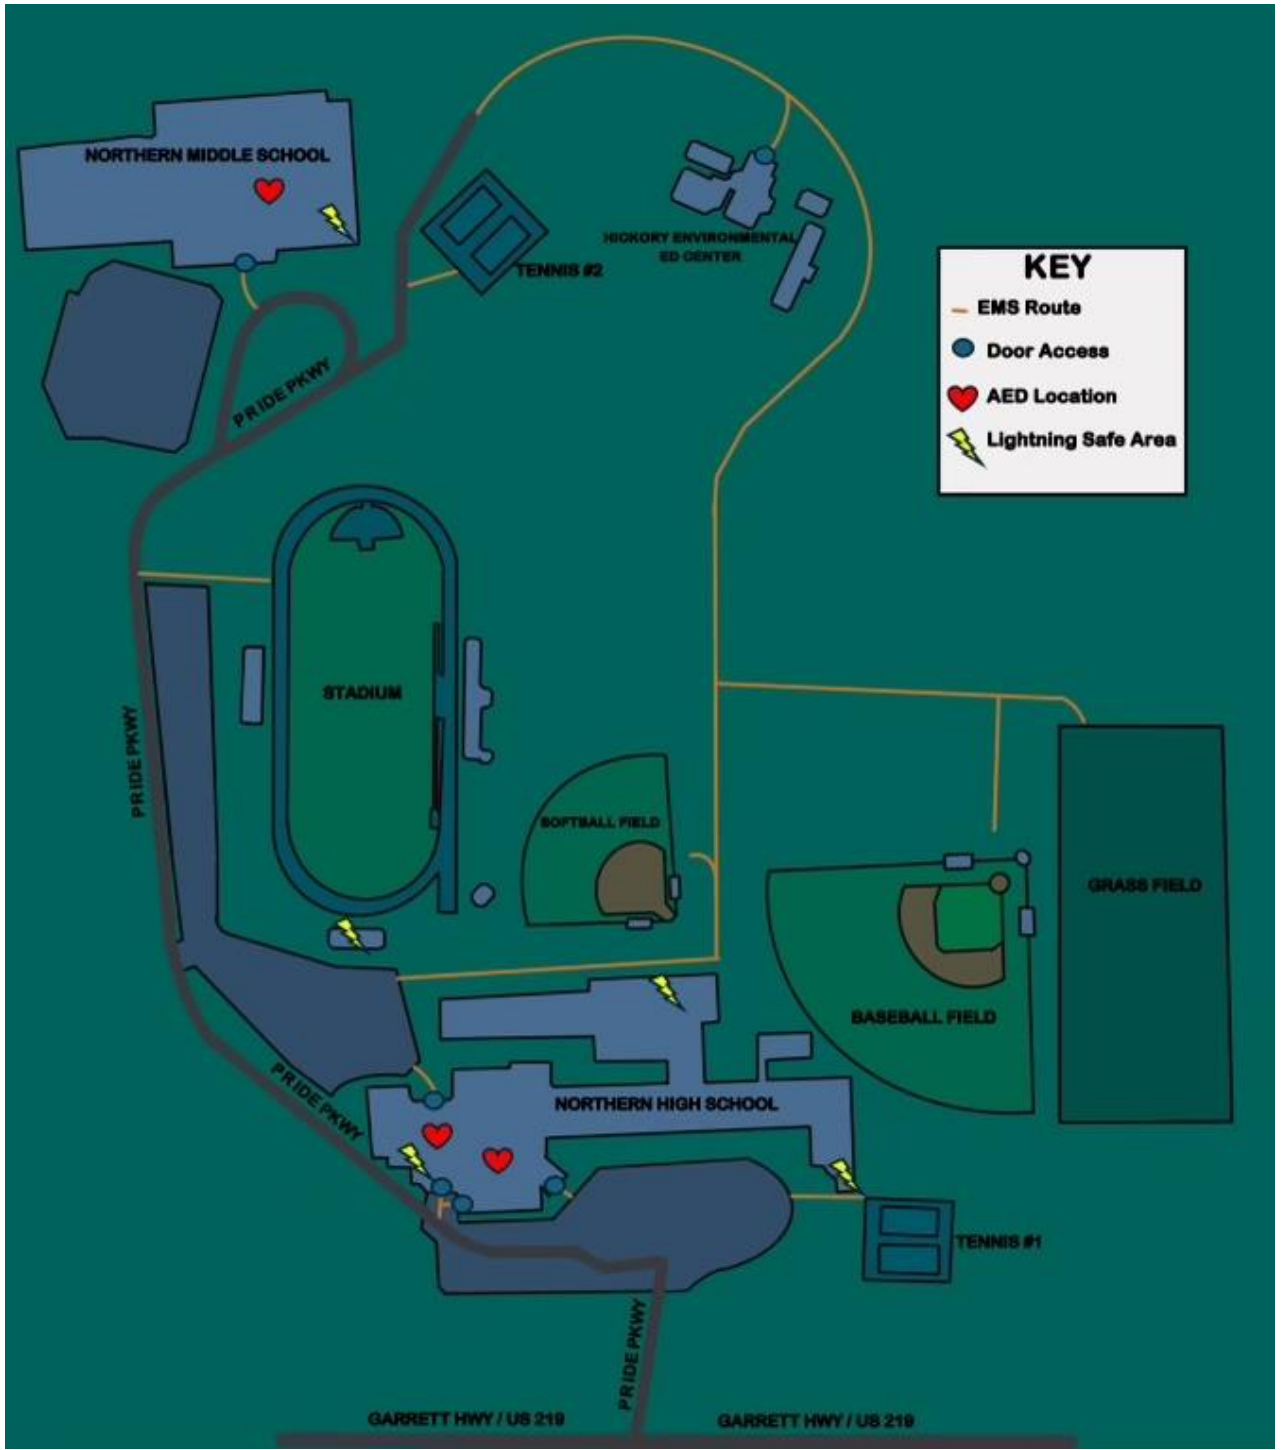 NORTHERN MIDDLE SCHOOL
HICKORY ENVIRONMENTAL
ED CENTER
TENNIS #2
KEY
EMS Route
Door Access
AED Location
Lightning Safe Area
PRIDE PKWY
STADIUM
PRIDE PKWY
SOFTBALL FIELD
GRASS FIELD
BASEBALL FIELD
PRIDE PKWY
NORTHERN HIGH SCHOOL
TENNIS #1
PRIDE PKWY
GARRETT HWY / US 219
GARRETT HWY / US 219